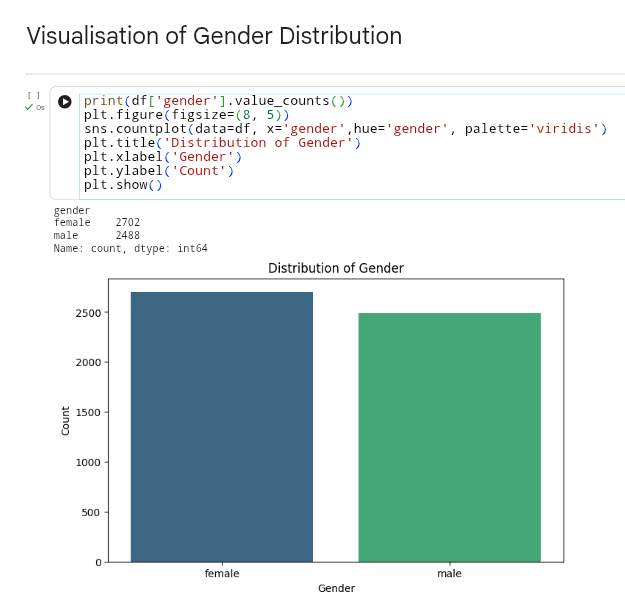 Visualisation of Gender Distribution
[ ]
0s
print(df['gender'].value_counts())
plt.figure(figsize=(8, 5))
sns.countplot(data=df, x='gender',hue='gender', palette='viridis')
plt.title('Distribution of Gender')
plt.xlabel('Gender')
plt.ylabel('Count')
plt.show()
gender
female    2702
male      2488
Name: count, dtype: int64
Distribution of Gender
2500
2000
1500
1000
500
0
Count
female
male
Gender